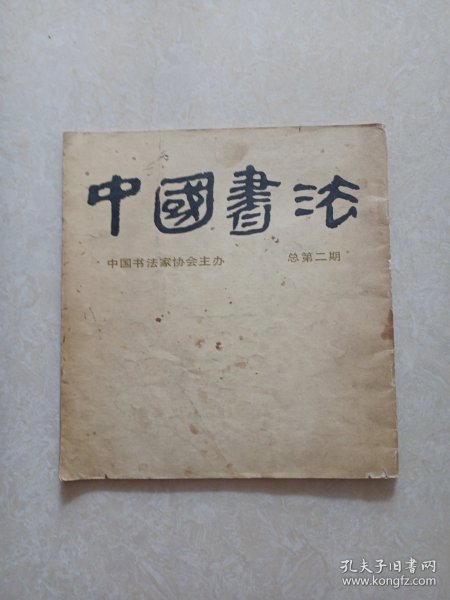 中國書法
中国书法家协会主办 总第二期
孔夫子旧书网
www.kongfz.com